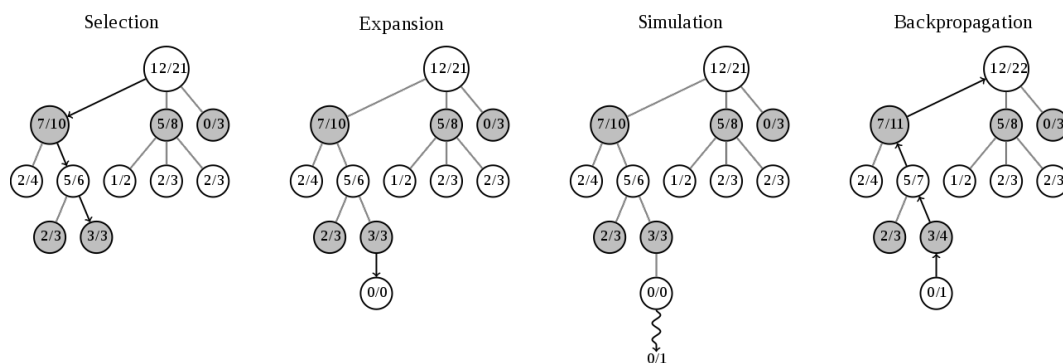 Selection
12/21
7/10 5/8 0/3
2/4 5/6 1/2 2/3 2/3
2/3 3/3
Expansion
12/21
7/10 5/8 0/3
2/4 5/6 1/2 2/3 2/3
2/3 3/3
0/0
Simulation
12/21
7/10 5/8 0/3
2/4 5/6 1/2 2/3 2/3
2/3 3/3
0/0
0/1
Backpropagation
12/22
7/11 5/8 0/3
2/4 5/7 1/2 2/3 2/3
2/3 3/4
0/1